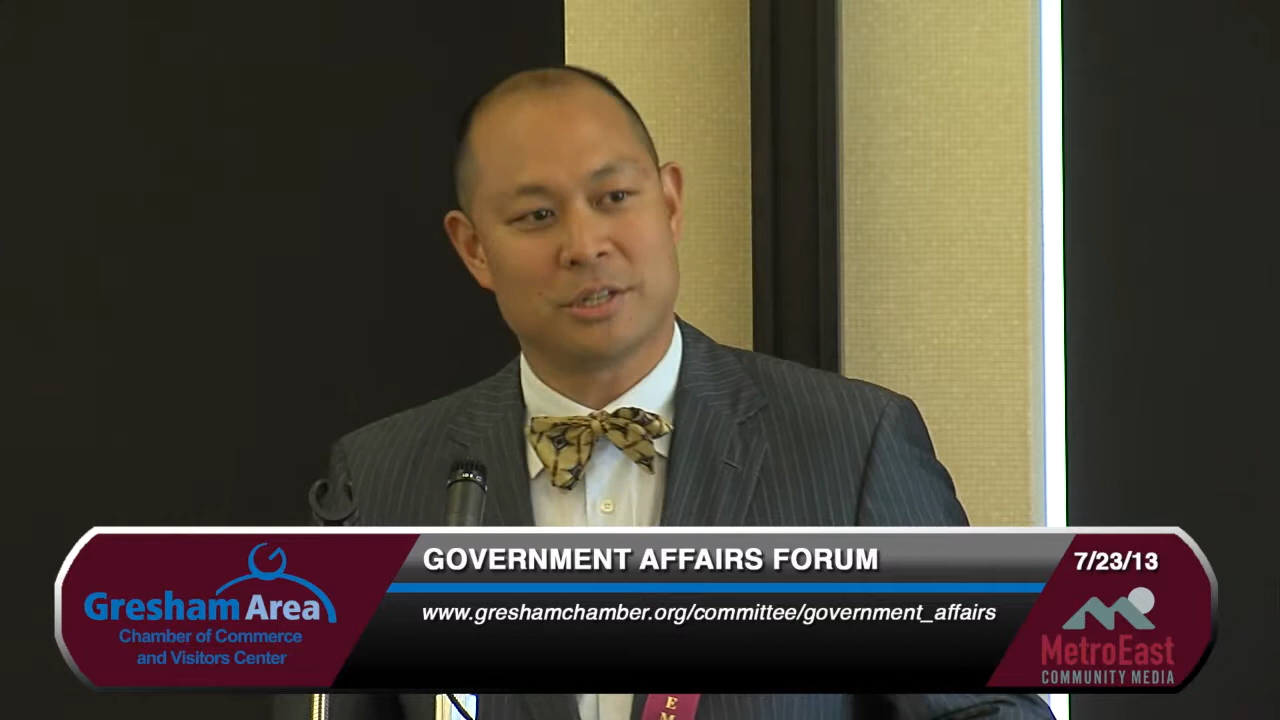 GOVERNMENT AFFAIRS FORUM
7/23/13
www.greshamchamber.org/committee/government_affairs
Gresham Area
Chamber of Commerce
and Visitors Center
MetroEast
COMMUNITY MEDIA
E
M